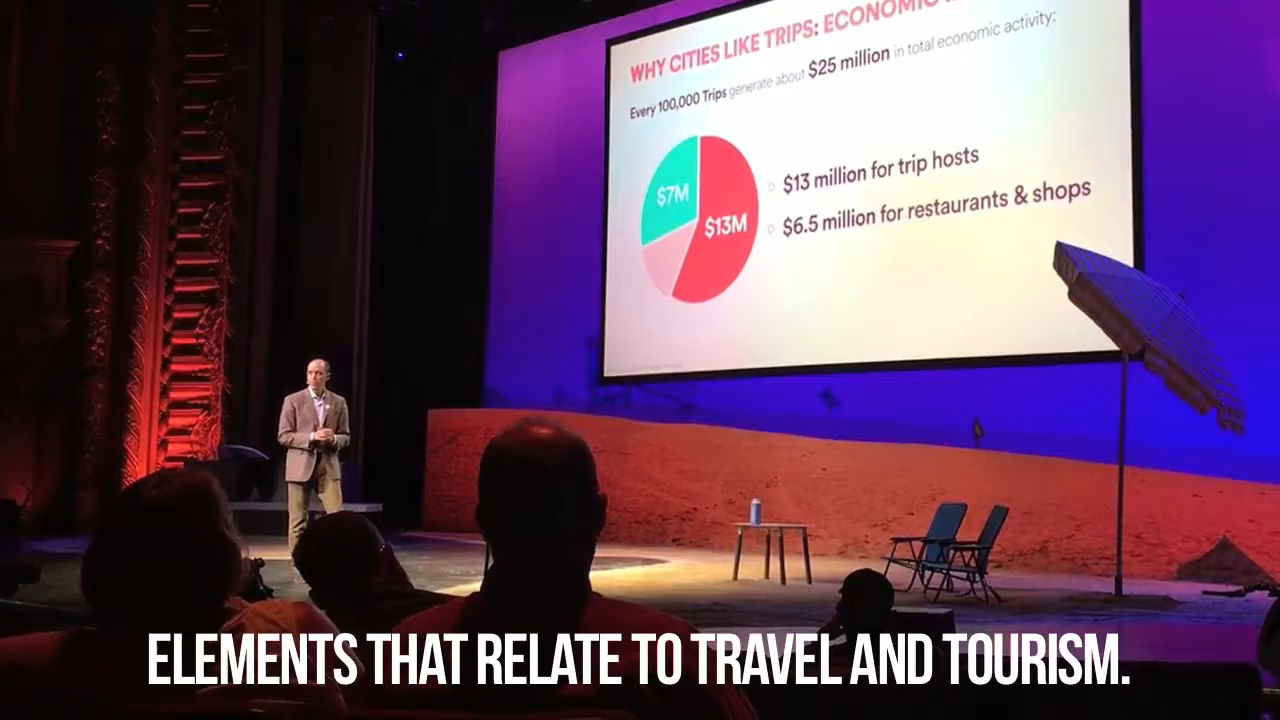 WHY CITIES LIKE TRIPS: ECONOMIC
Every 100,000 Trips generate about $25 million in total economic activity:
$7M
$13M
$13 million for trip hosts
$6.5 million for restaurants & shops
ELEMENTS THAT RELATE TO TRAVEL AND TOURISM.